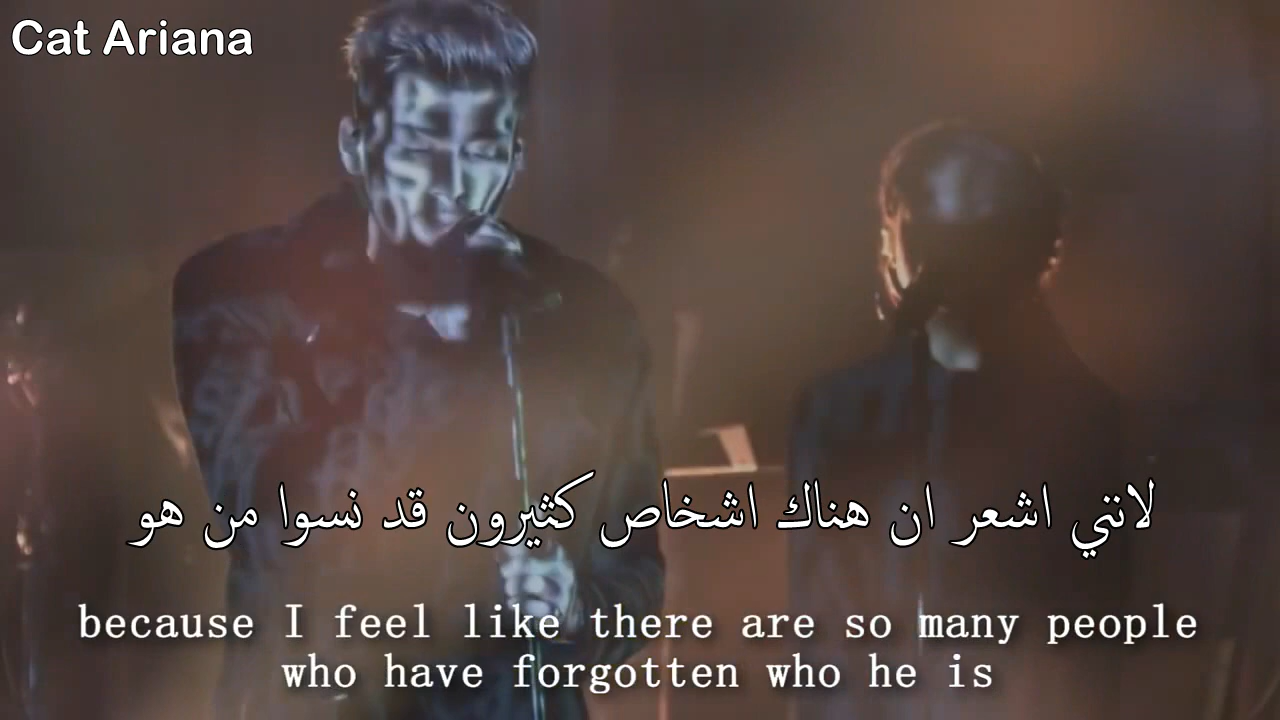 Cat Ariana
لانني اشعر ان هناك اشخاص كثيرون قد نسوا من هو
because I feel like there are so many people
who have forgotten who he is